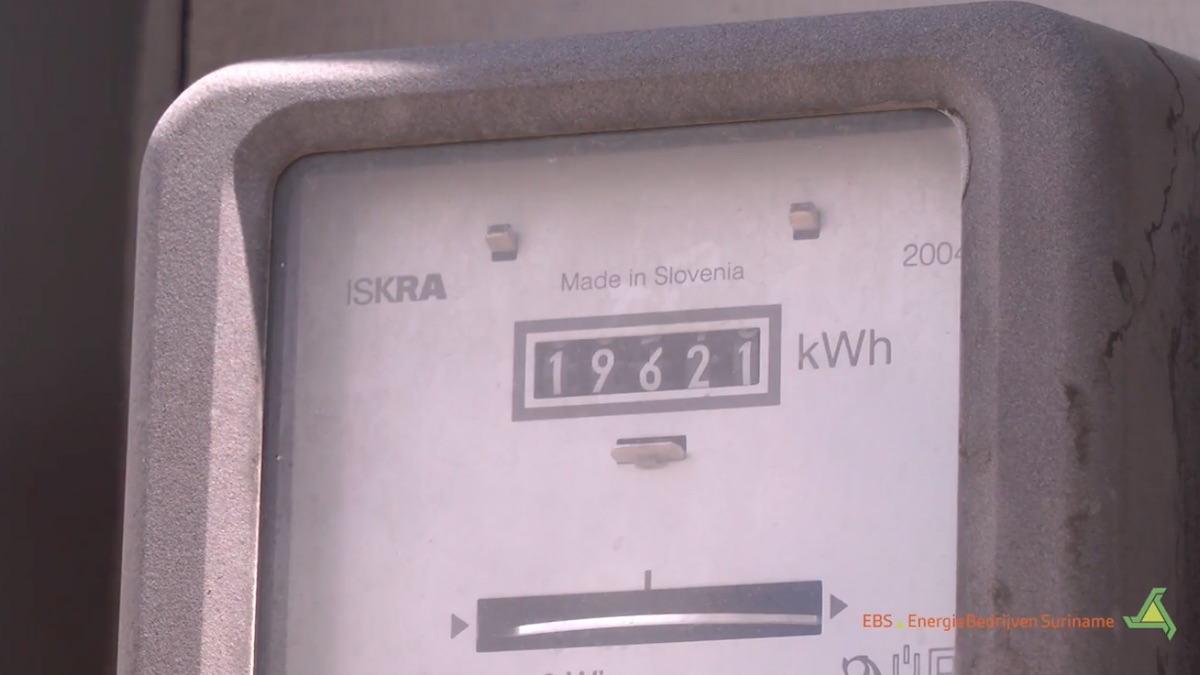 2004
ISKRA
Made in Slovenia
19621 kWh
EBS EnergieBedrijven Suriname